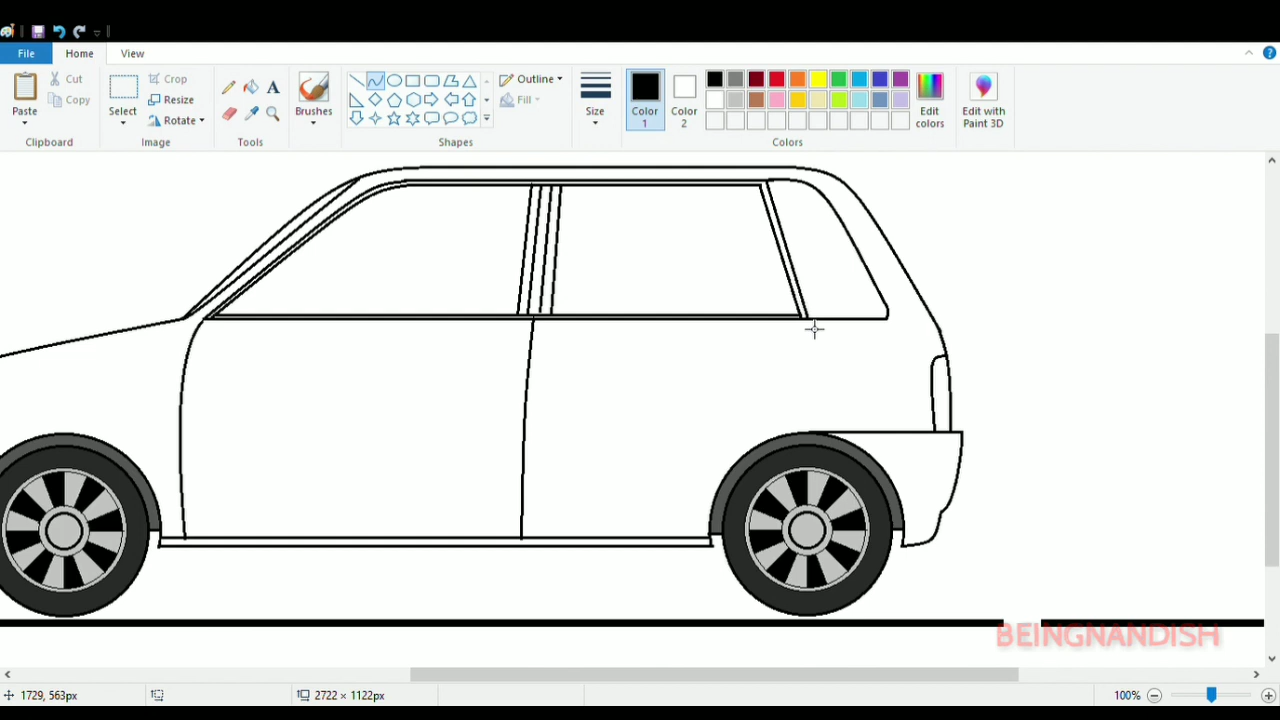 File Home View
Paste Cut Copy Select Crop Resize Rotate Brushes Outline Fill Size Color 1 Color 2 Edit colors Edit with Paint 3D
Clipboard Image Tools Shapes Colors
BEINGNANDISH
1729, 563px 2722 × 1122px 100%